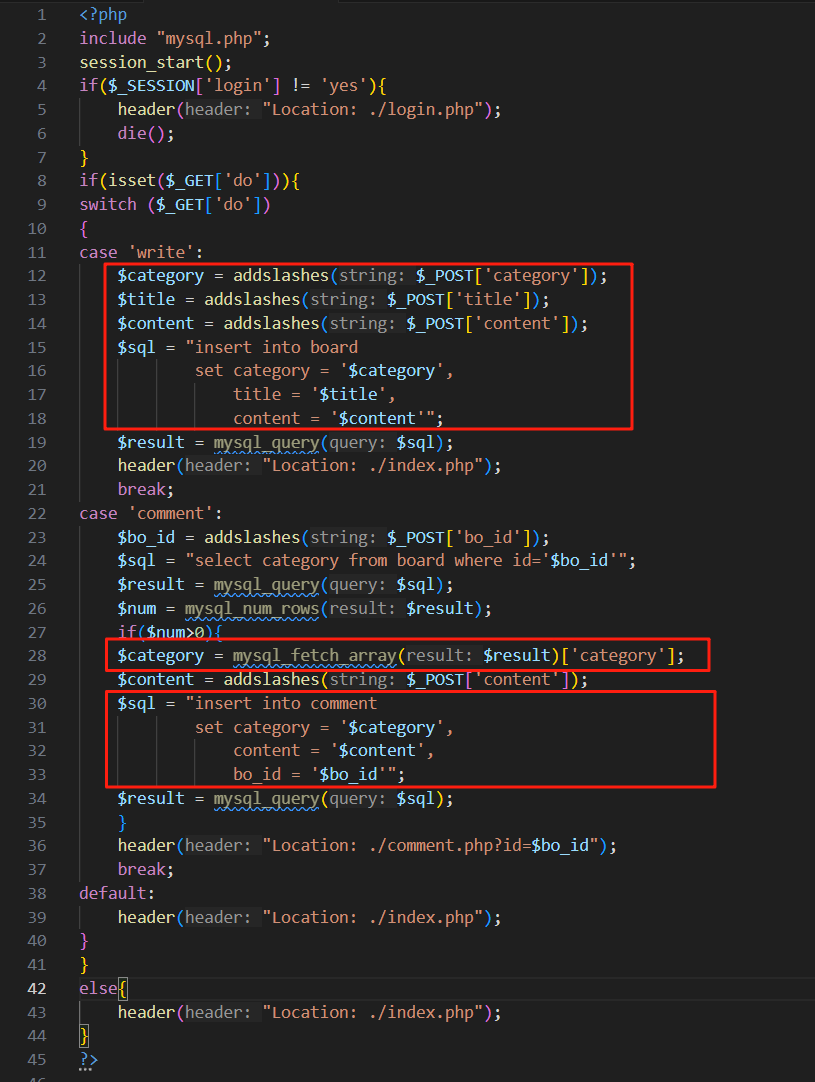 1 <?php
2 include "mysql.php";
3 session_start();
4 if($_SESSION['login'] != 'yes'){
5 header(header: "Location: ./login.php");
6 die();
7 }
8 if(isset($_GET['do'])){
9 switch ($_GET['do'])
10 {
11 case 'write':
12 $category = addslashes(string: $_POST['category']);
13 $title = addslashes(string: $_POST['title']);
14 $content = addslashes(string: $_POST['content']);
15 $sql = "insert into board
16 set category = '$category',
17 title = '$title',
18 content = '$content'";
19 $result = mysql_query(query: $sql);
20 header(header: "Location: ./index.php");
21 break;
22 case 'comment':
23 $bo_id = addslashes(string: $_POST['bo_id']);
24 $sql = "select category from board where id='$bo_id'";
25 $result = mysql_query(query: $sql);
26 $num = mysql_num_rows(result: $result);
27 if($num>0){
28 $category = mysql_fetch_array(result: $result)['category'];
29 $content = addslashes(string: $_POST['content']);
30 $sql = "insert into comment
31 set category = '$category',
32 content = '$content',
33 bo_id = '$bo_id'";
34 $result = mysql_query(query: $sql);
35 }
36 header(header: "Location: ./comment.php?id=$bo_id");
37 break;
38 default:
39 header(header: "Location: ./index.php");
40 }
41 }
42 else{
43 header(header: "Location: ./index.php");
44 }
45 ?>